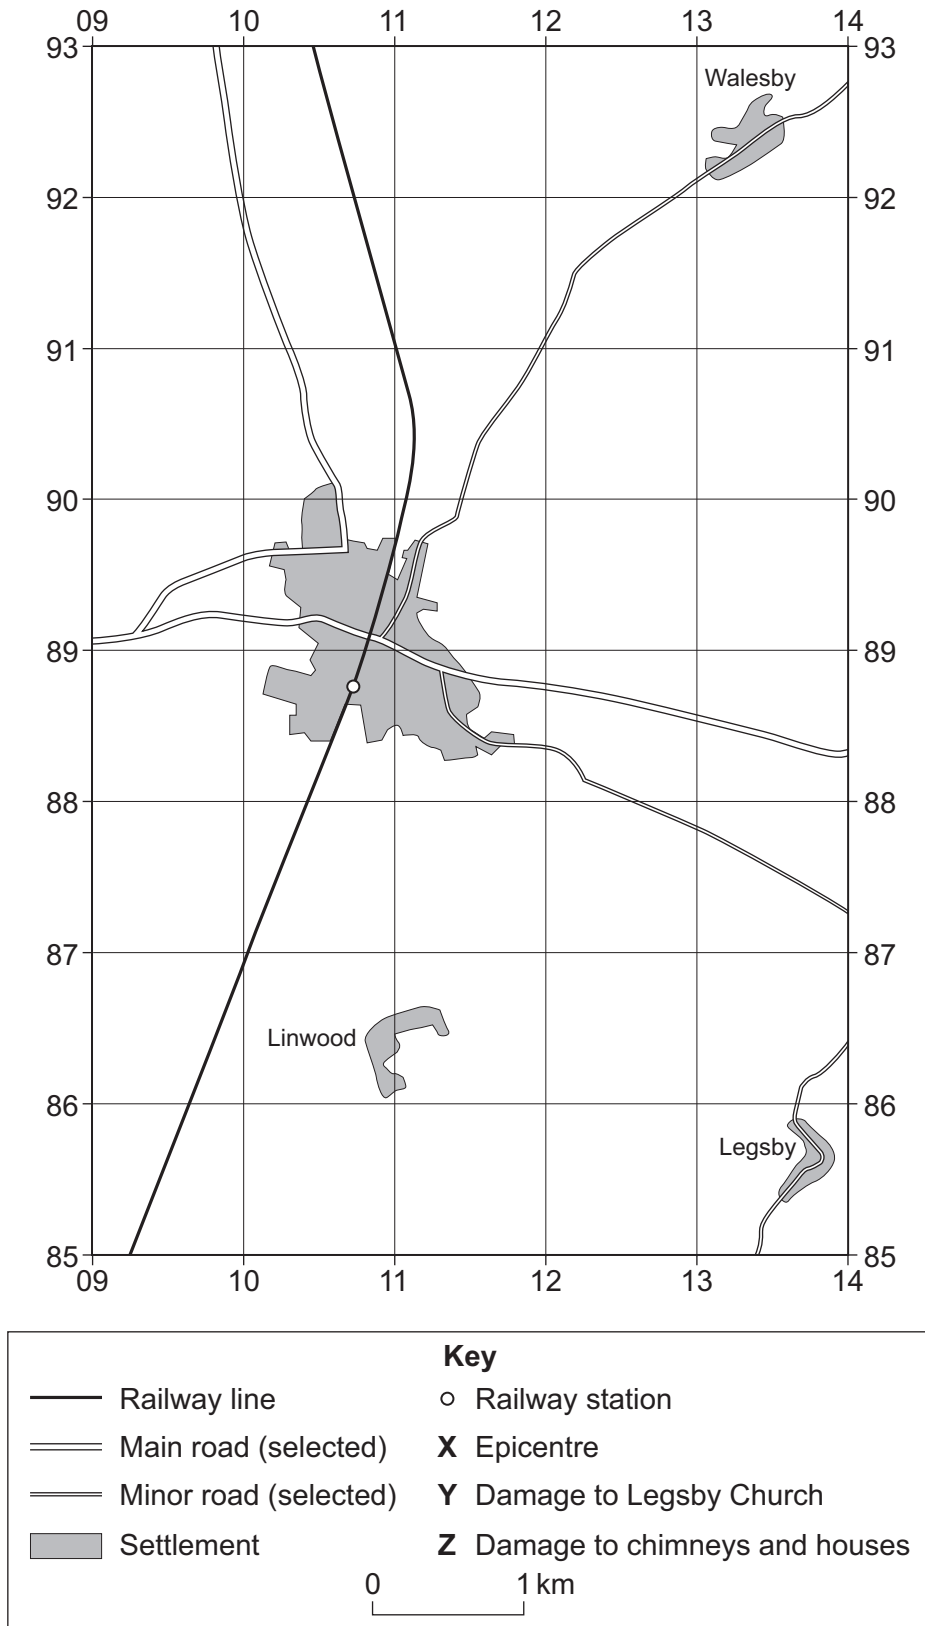 09 10 11 12 13 14
93 93
Walesby
92 92
91 91
90 90
89 89
88 88
87 87
Linwood
86 86
Legsby
85 85
09 10 11 12 13 14
Key
Railway line
Railway station
Main road (selected)
X Epicentre
Minor road (selected)
Y Damage to Legsby Church
Settlement
Z Damage to chimneys and houses
0 1 km